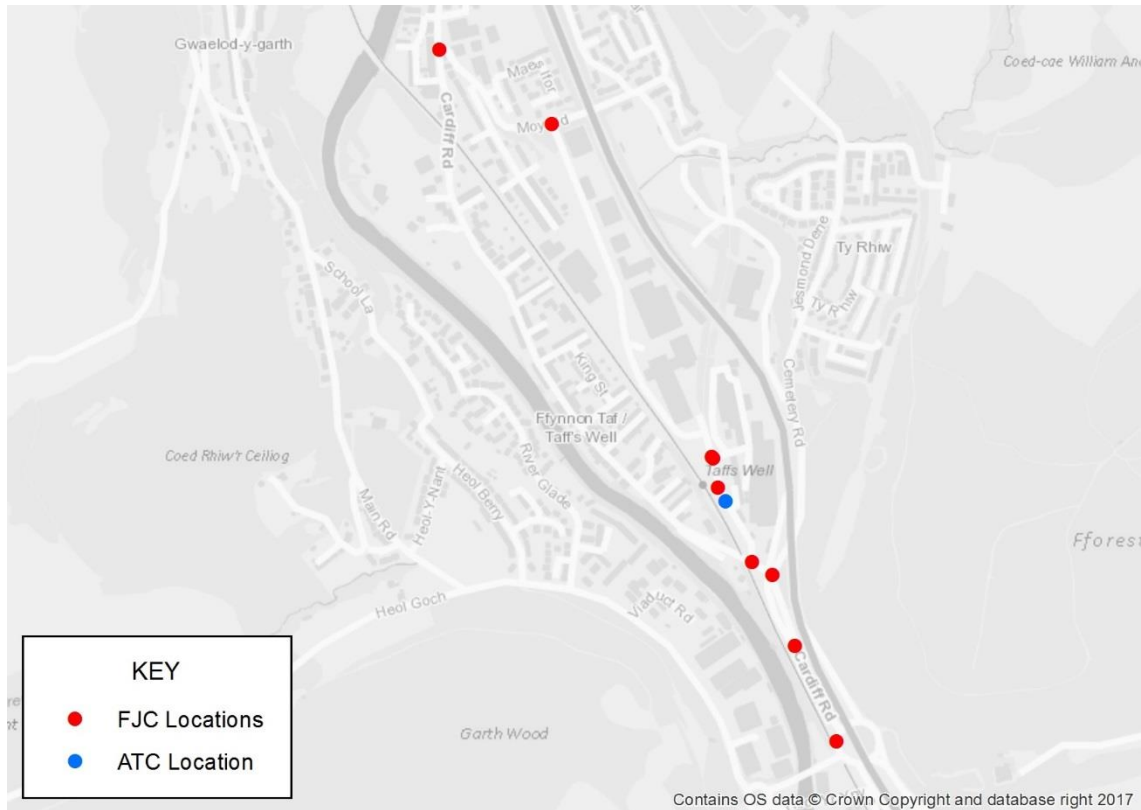 Gwaelod-y-garth
Coed-cae William An
Maes Ifor
Cardiff Rd
Moy Rd
Jesmond Dene
Ty Rhiw
Ty Rhiw
School La
Cemetery Rd
King St
Ffynnon Taf /
Taff's Well
River Glade
Coed Rhiw'r Ceiliog
Heol Berry
Heol-Y-Nant
Main Rd
Taffs Well
Fforest
Heol Goch
Viaduct Rd
Cardiff Rd
Garth Wood
KEY
FJC Locations
ATC Location
Contains OS data © Crown Copyright and database right 2017